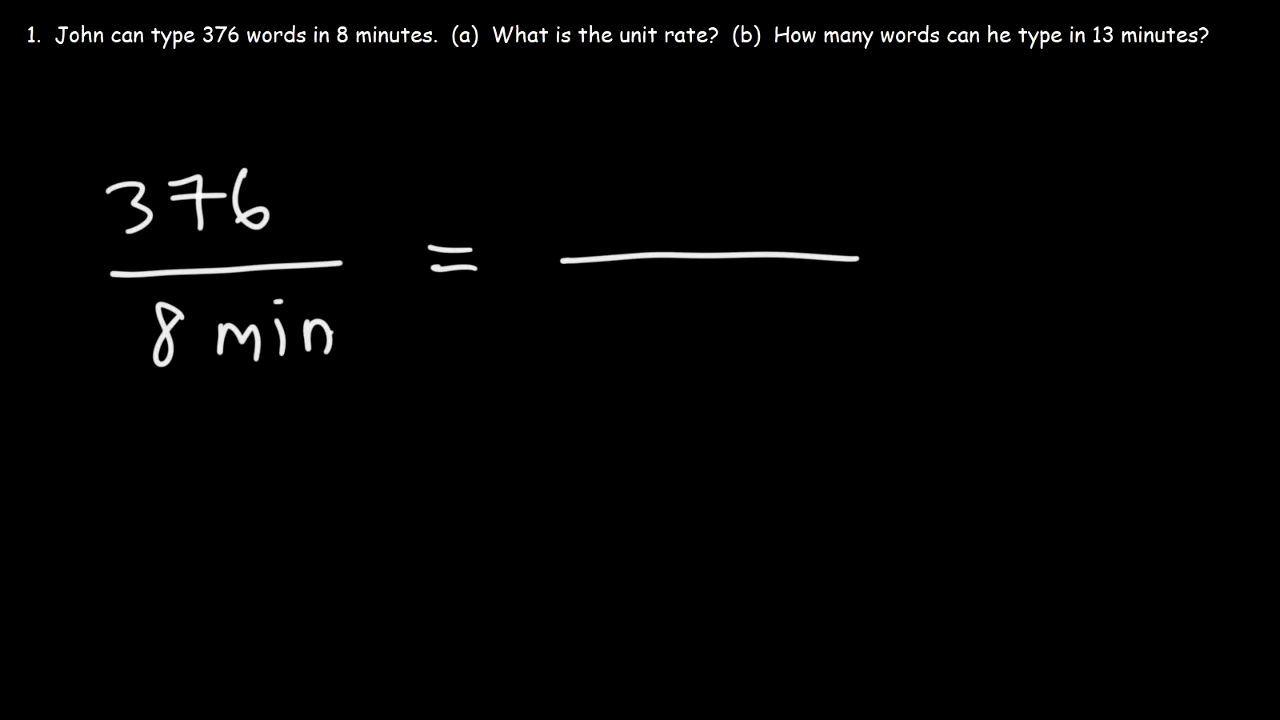 1. John can type 376 words in 8 minutes. (a) What is the unit rate? (b) How many words can he type in 13 minutes?
376
=
8 min